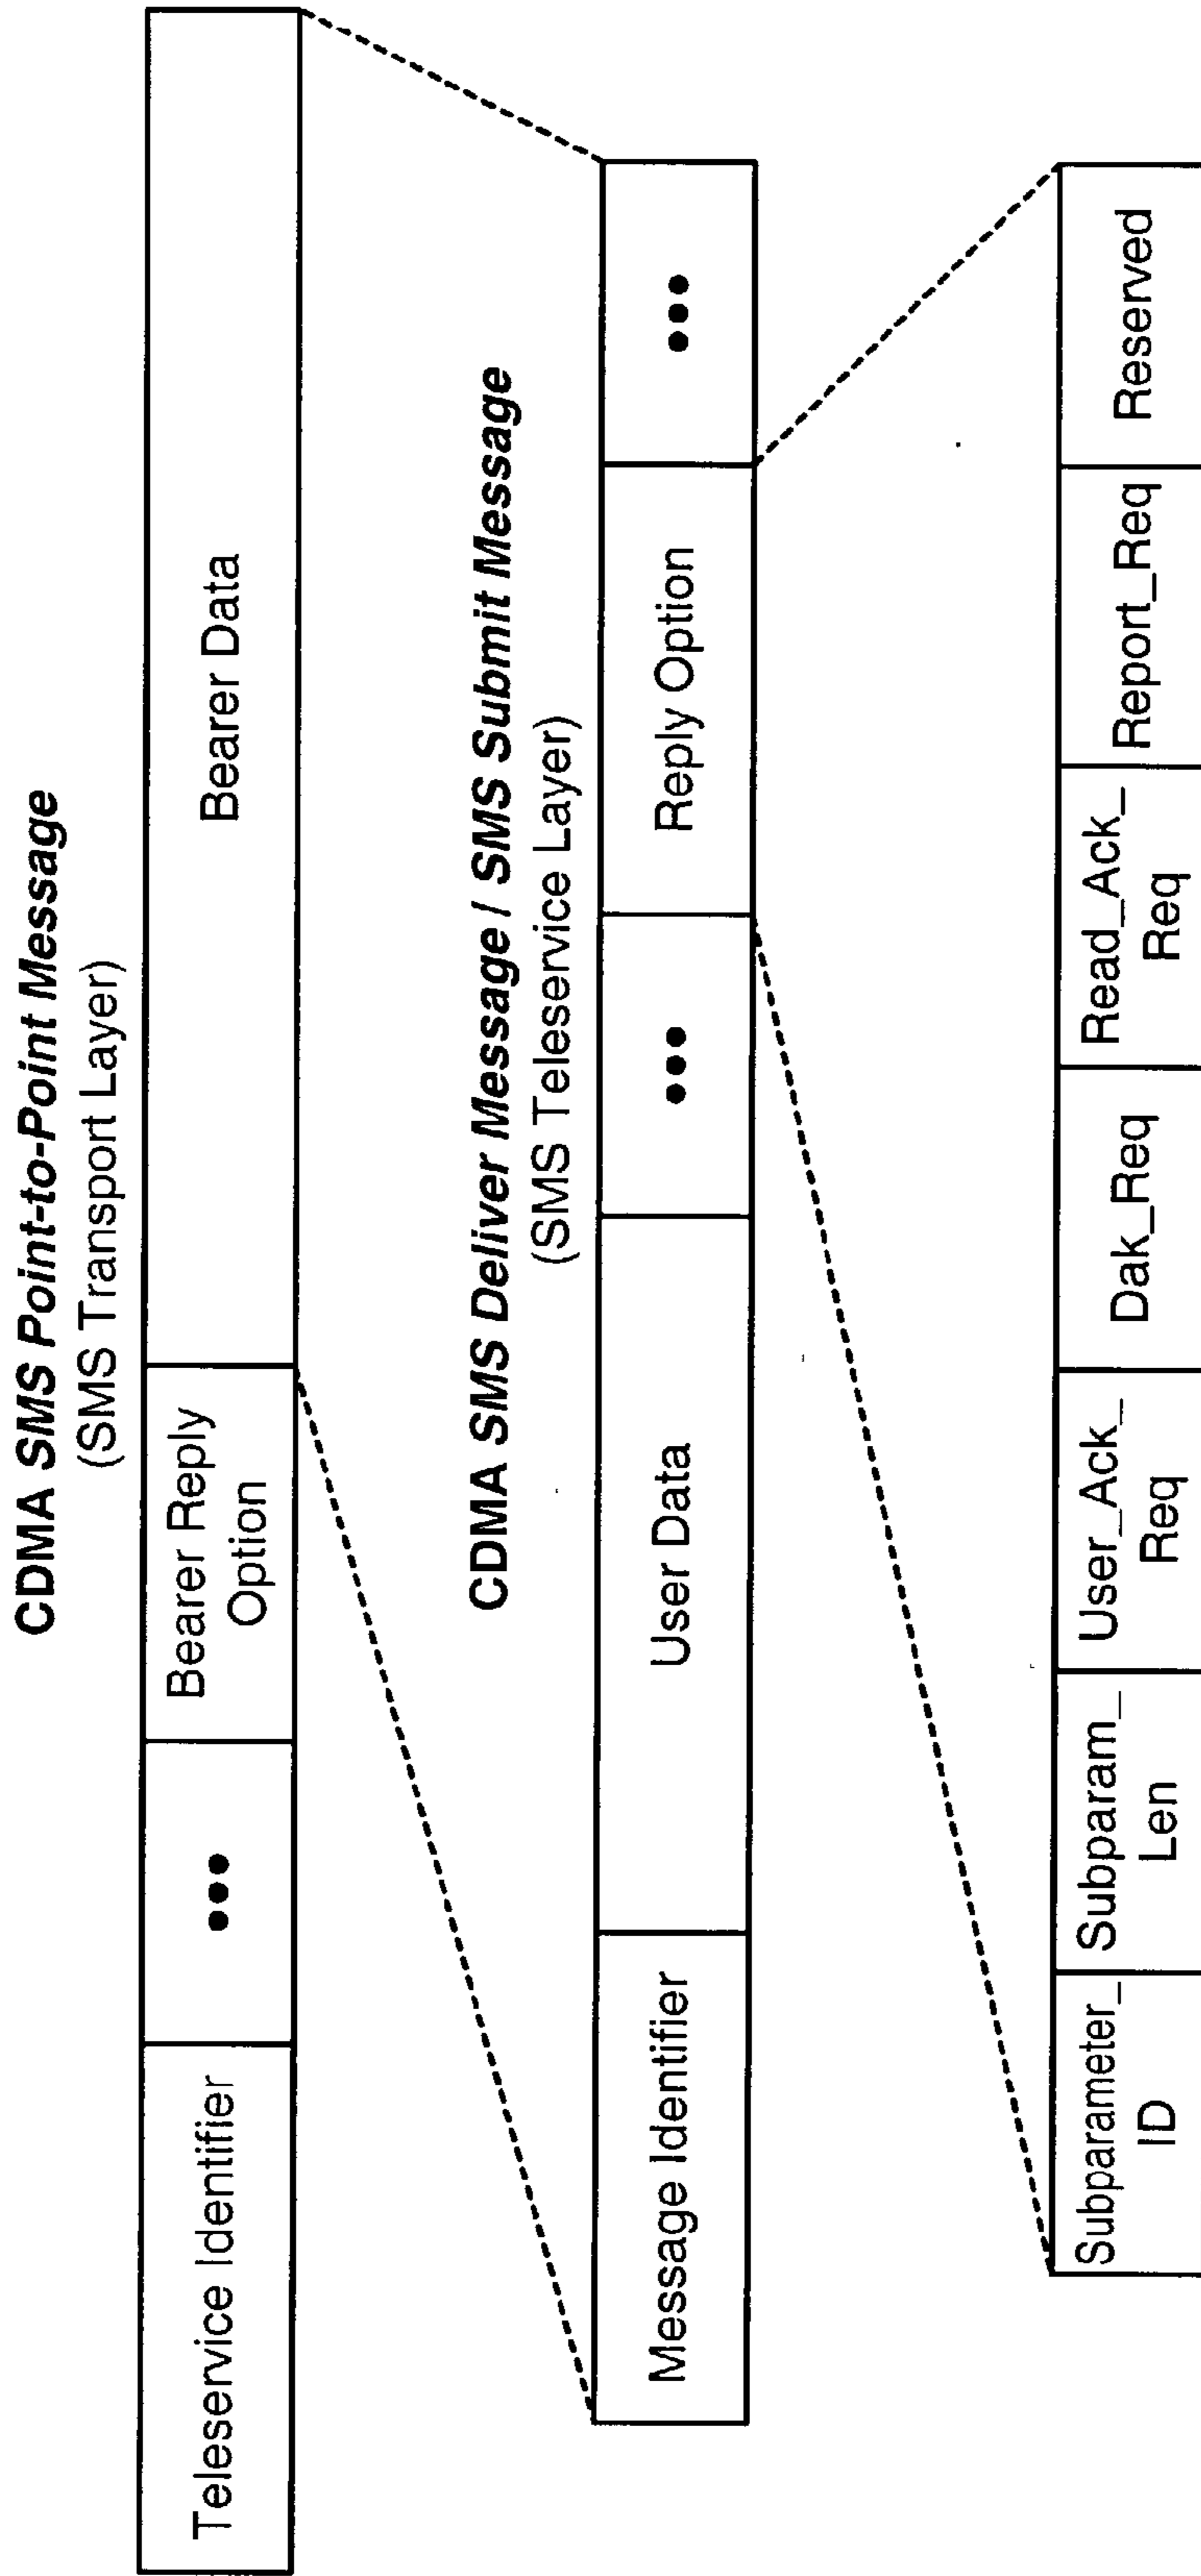 CDMA SMS Point-to-Point Message
(SMS Transport Layer)
Teleservice Identifier
•••
Bearer Reply
Option
Bearer Data
CDMA SMS Deliver Message / SMS Submit Message
(SMS Teleservice Layer)
Message Identifier
User Data
•••
Reply Option
•••
Subparameter_
ID
Subparam_
Len
User_Ack_
Req
Dak_Req
Read_Ack_
Req
Report_Req
Reserved